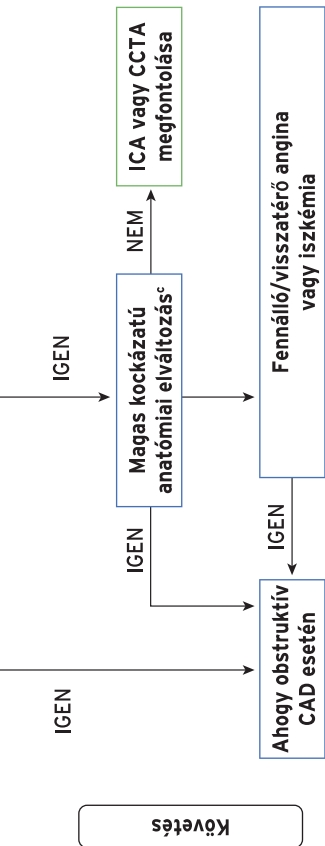 IGEN
IGEN
Magas kockázatú
anatómiai elváltozásᶜ
NEM
ICA vagy CCTA
megfontolása
IGEN
Ahogy obstruktív
CAD esetén
IGEN
Fennálló/visszatérő angina
vagy iszkémia
Követés